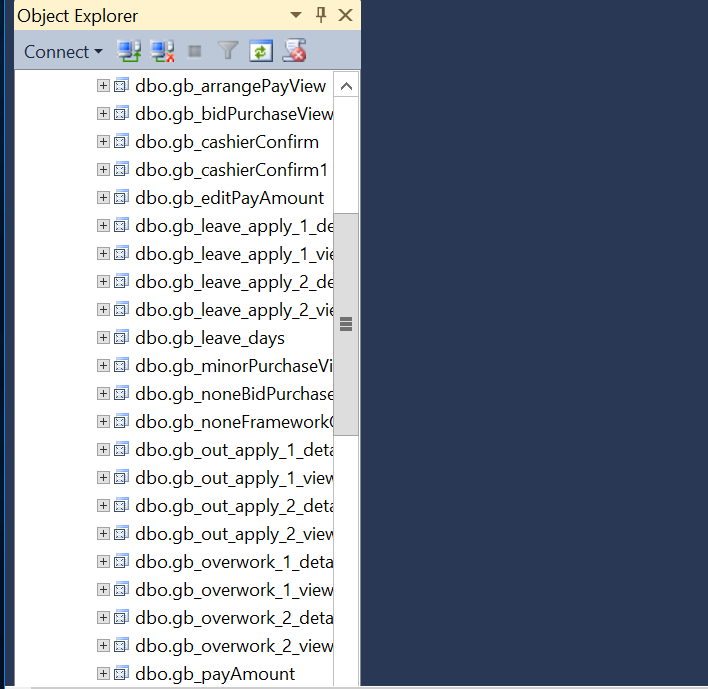 Object Explorer
Connect
dbo.gb_arrangePayView
dbo.gb_bidPurchaseView
dbo.gb_cashierConfirm
dbo.gb_cashierConfirm1
dbo.gb_editPayAmount
dbo.gb_leave_apply_1_de
dbo.gb_leave_apply_1_vie
dbo.gb_leave_apply_2_de
dbo.gb_leave_apply_2_vie
dbo.gb_leave_days
dbo.gb_minorPurchaseVi
dbo.gb_noneBidPurchase
dbo.gb_noneFramework
dbo.gb_out_apply_1_deta
dbo.gb_out_apply_1_view
dbo.gb_out_apply_2_deta
dbo.gb_out_apply_2_view
dbo.gb_overwork_1_deta
dbo.gb_overwork_1_view
dbo.gb_overwork_2_deta
dbo.gb_overwork_2_view
dbo.gb_payAmount